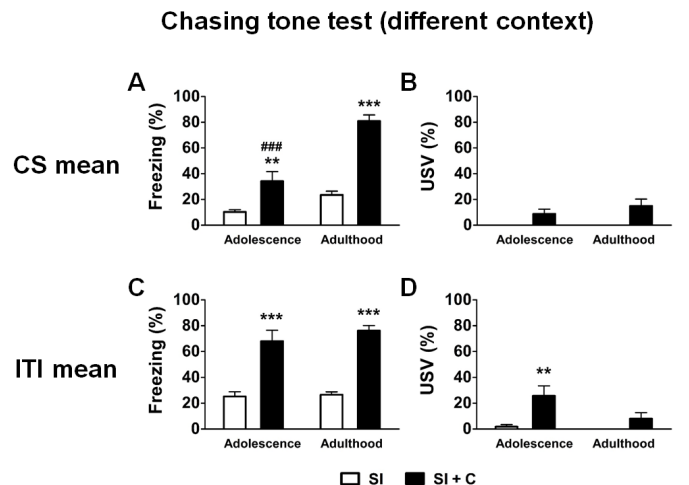 Chasing tone test (different context)
A
B
CS mean
Freezing (%)
100
80
60
40
20
0
###
**
***
Adolescence
Adulthood
USV (%)
100
80
60
40
20
0
Adolescence
Adulthood
C
D
ITI mean
Freezing (%)
100
80
60
40
20
0
***
***
Adolescence
Adulthood
USV (%)
100
80
60
40
20
0
**
Adolescence
Adulthood
SI SI + C